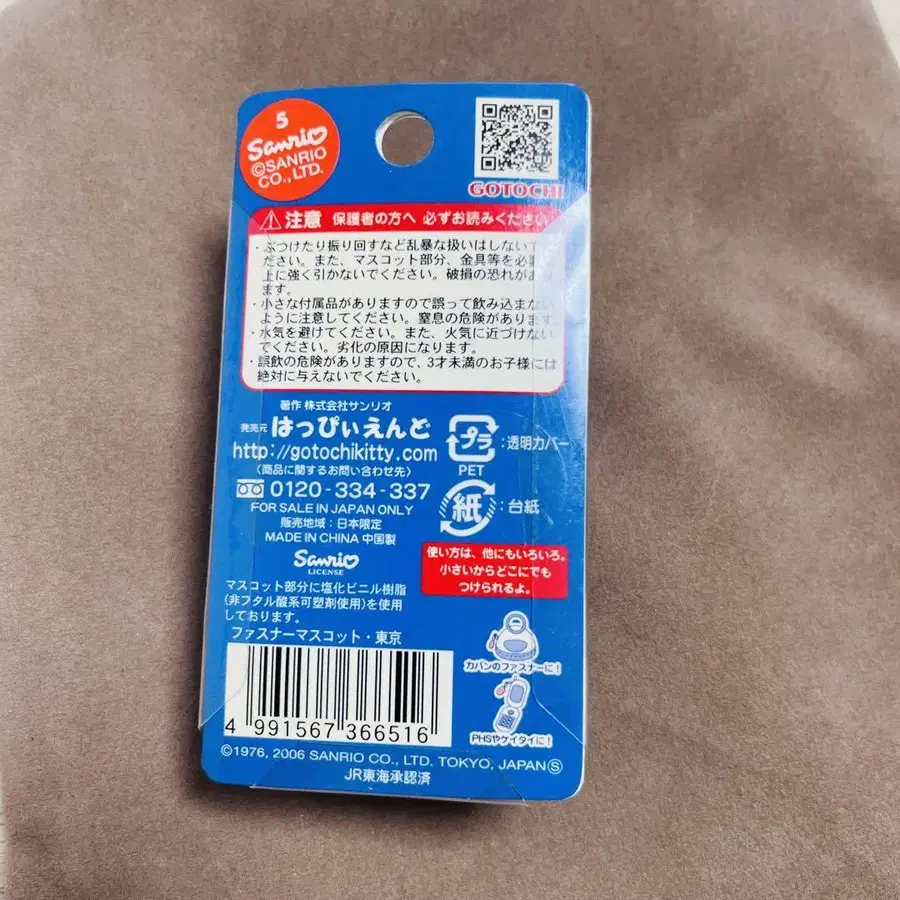 5
Sanrio
©SANRIO
CO., LTD.
GOTOCHI
注意 保護者の方へ 必ずお読みください
・ぶつけたり振り回すなど乱暴な扱いはしないで
ださい。また、マスコット部分、金具等を必
上に強く引かないでください。破損の恐れが
ます。
・小さな付属品がありますので誤って飲み込まない
ように注意してください。窒息の危険があります
・水気を避けてください。また、火気に近づけない
でください。劣化の原因になります。
・誤飲の危険がありますので、3才未満のお子様には
絶対に与えないでください。
著作 株式会社サンリオ
発売元 はっぴぃえんど
http://gotochikitty.com
(商品に関するお問い合わせ先)
0120-334-337
FOR SALE IN JAPAN ONLY
販売地域:日本限定
MADE IN CHINA 中国製
Sanrio
LICENSE
プラ:透明カバー
PET
紙:台紙
使い方は、他にもいろいろ。
小さいからどこにでも
つけられるよ。
マスコット部分に塩化ビニル樹脂
(非フタル酸系可塑剤使用)を使用
しております。
ファスナーマスコット・東京
カバンのファスナーに!
PHSやケイタイに!
4 991567 366516
©1976, 2006 SANRIO CO., LTD. TOKYO, JAPAN Ⓢ
JR東海承認済